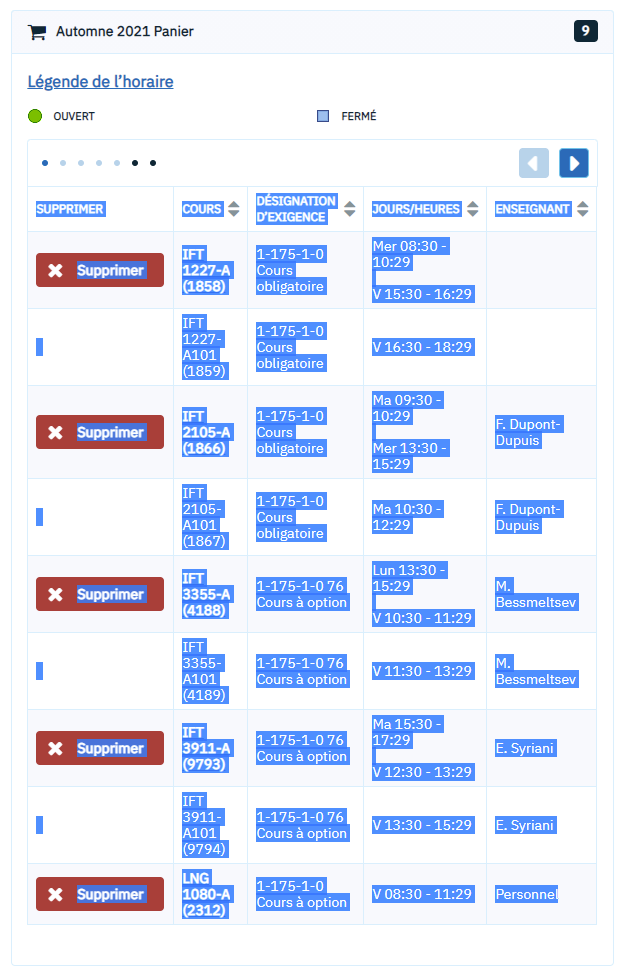 Automne 2021 Panier
9
Légende de l'horaire
OUVERT
FERMÉ
SUPPRIMER
COURS
DÉSIGNATION
D'EXIGENCE
JOURS/HEURES
ENSEIGNANT
Supprimer
IFT
1227-A
(1858)
1-175-1-0
Cours
obligatoire
Mer 08:30 -
10:29
V 15:30 - 16:29
IFT
1227-
A101
(1859)
1-175-1-0
Cours
obligatoire
V 16:30 - 18:29
Supprimer
IFT
2105-A
(1866)
1-175-1-0
Cours
obligatoire
Ma 09:30 -
10:29
Mer 13:30 -
15:29
F. Dupont-
Dupuis
IFT
2105-
A101
(1867)
1-175-1-0
Cours
obligatoire
Ma 10:30 -
12:29
F. Dupont-
Dupuis
Supprimer
IFT
3355-A
(4188)
1-175-1-0 76
Cours à option
Lun 13:30 -
15:29
V 10:30 - 11:29
M.
Bessmeltsev
IFT
3355-
A101
(4189)
1-175-1-0 76
Cours à option
V 11:30 - 13:29
M.
Bessmeltsev
Supprimer
IFT
3911-A
(9793)
1-175-1-0 76
Cours à option
Ma 15:30 -
17:29
V 12:30 - 13:29
E. Syriani
IFT
3911-
A101
(9794)
1-175-1-0 76
Cours à option
V 13:30 - 15:29
E. Syriani
Supprimer
LNG
1080-A
(2312)
1-175-1-0
Cours à option
V 08:30 - 11:29
Personnel